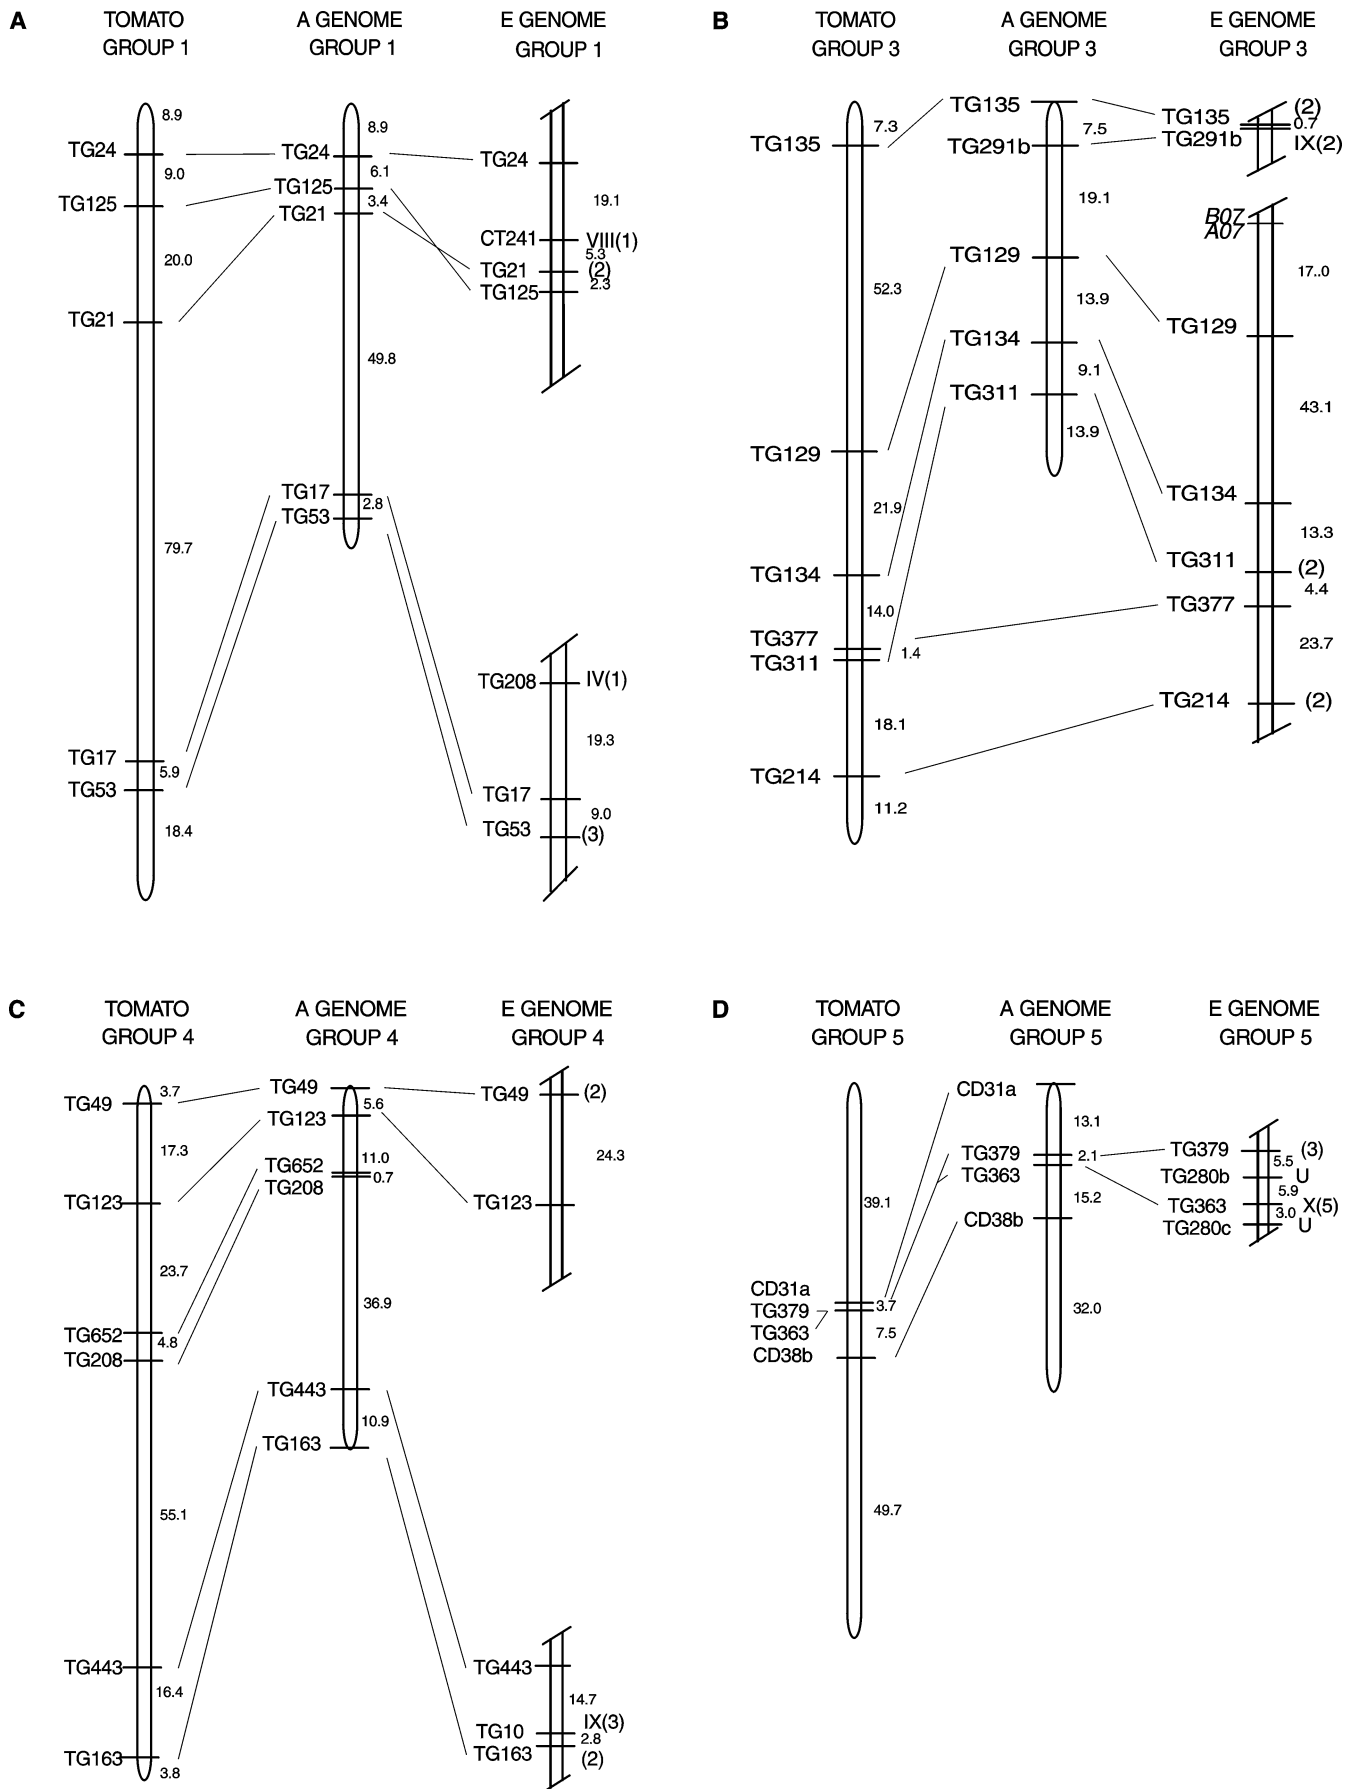 A
TOMATO
GROUP 1
A GENOME
GROUP 1
E GENOME
GROUP 1
8.9
TG24
9.0
TG125
20.0
TG21
79.7
TG17
5.9
TG53
18.4
8.9
TG24
6.1
TG125
3.4
TG21
49.8
TG17
2.8
TG53
TG24
19.1
CT241 VIII(1)
5.3
TG21 (2)
2.3
TG125
TG208 IV(1)
19.3
TG17
9.0
TG53 (3)
B
TOMATO
GROUP 3
A GENOME
GROUP 3
E GENOME
GROUP 3
7.3
TG135
52.3
TG129
21.9
TG134
14.0
TG377
1.4
TG311
18.1
TG214
11.2
TG135
7.5
TG291b
19.1
TG129
13.9
TG134
9.1
TG311
13.9
TG135 (2)
0.7
TG291b IX(2)
B07
A07
17..0
TG129
43.1
TG134
13.3
TG311 (2)
4.4
TG377
23.7
TG214 (2)
C
TOMATO
GROUP 4
A GENOME
GROUP 4
E GENOME
GROUP 4
3.7
TG49
17.3
TG123
23.7
TG652
4.8
TG208
55.1
TG443
16.4
TG163
3.8
TG49
5.6
TG123
11.0
TG652
0.7
TG208
36.9
TG443
10.9
TG163
TG49 (2)
24.3
TG123
TG443
14.7
TG10 IX(3)
2.8
TG163 (2)
D
TOMATO
GROUP 5
A GENOME
GROUP 5
E GENOME
GROUP 5
39.1
CD31a
3.7
TG379
TG363
7.5
CD38b
49.7
CD31a
13.1
TG379
2.1
TG363
15.2
CD38b
32.0
TG379 (3)
5.5
TG280b U
5.9
TG363 X(5)
3.0
TG280c U